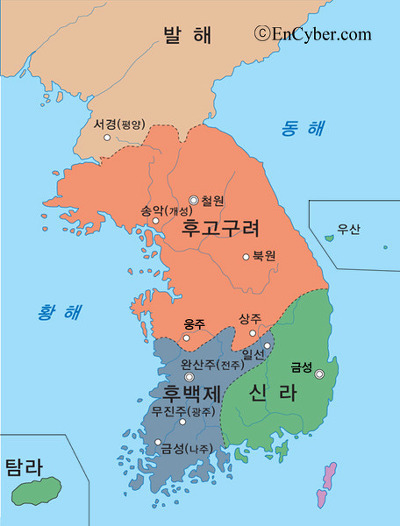 ⓒEnCyber.com
발 해
서경(평양)
동 해
철원
송악(개성)
우산
후고구려
북원
황 해
웅주
상주
일선
완산주(전주)
금성
후백제
신 라
무진주(광주)
금성(나주)
탐라